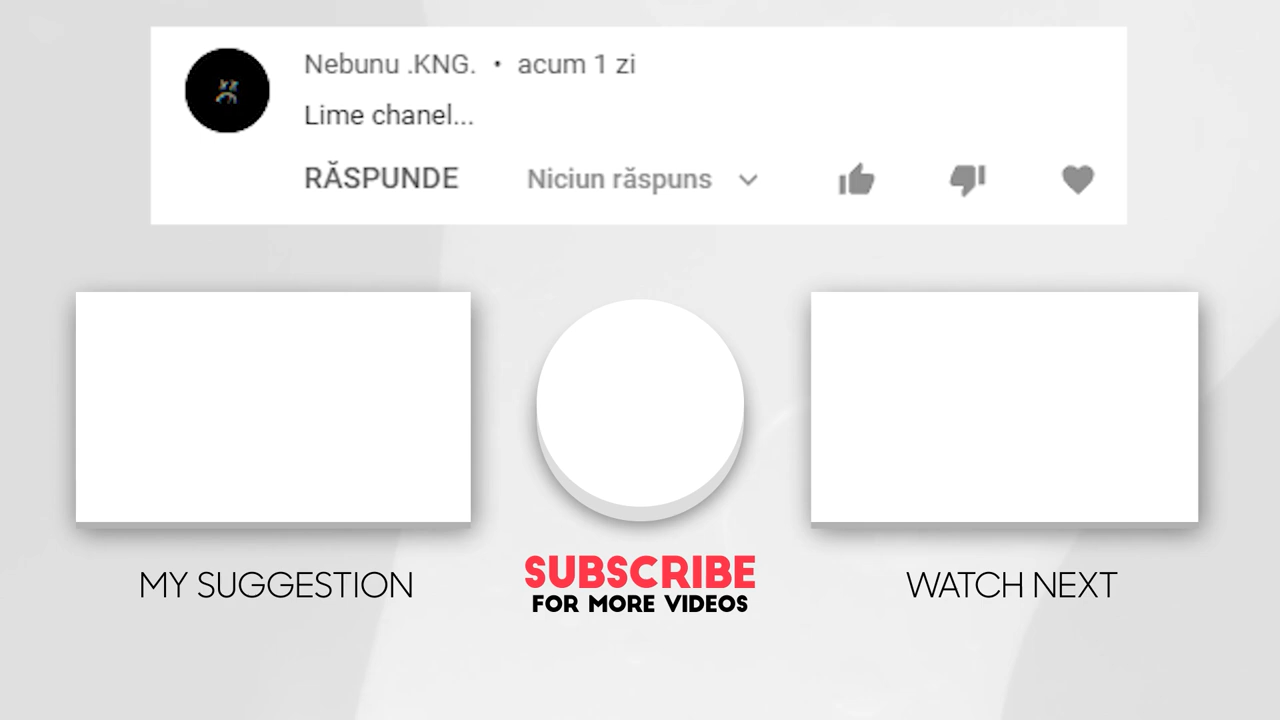 Nebunu .KNG. • acum 1 zi
Lime chanel...
RĂSPUNDE Niciun răspuns
MY SUGGESTION
SUBSCRIBE
FOR MORE VIDEOS
WATCH NEXT